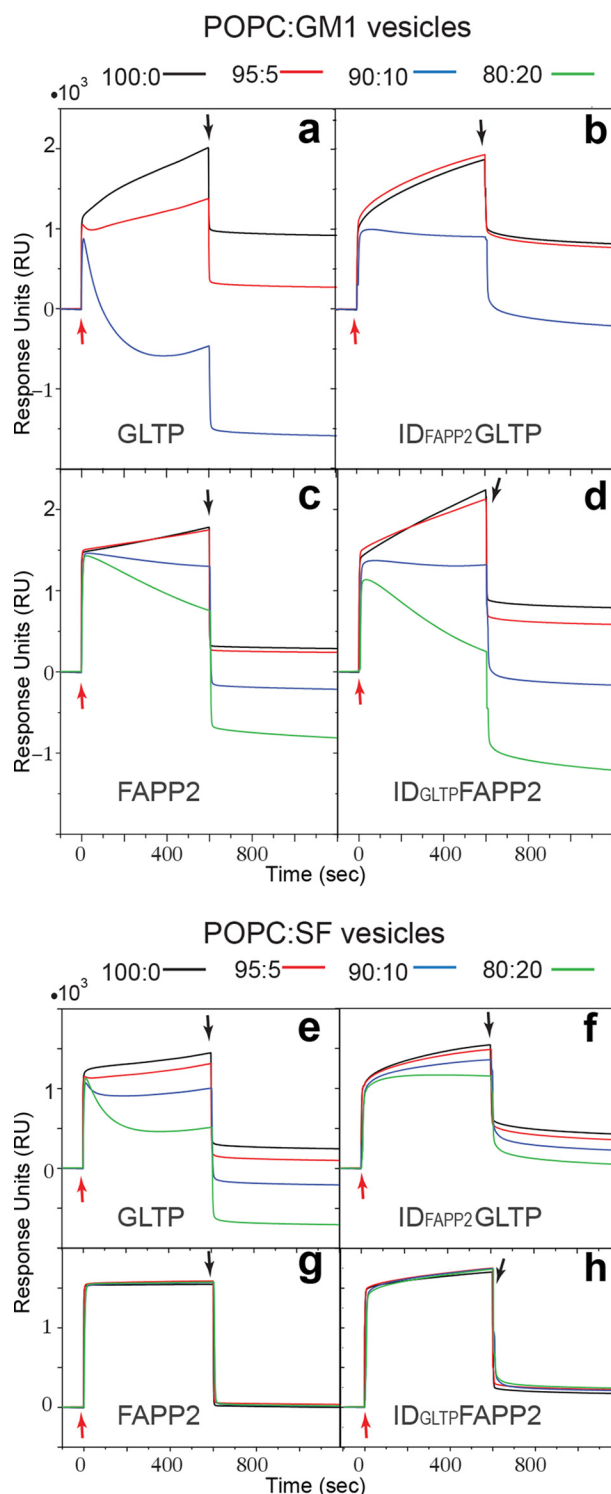 POPC:GM1 vesicles
100:0 95:5 90:10 80:20
•10³
a b
2
1
0
−1
Response Units (RU)
GLTP IDFAPP2GLTP
c d
2
1
0
−1
Response Units (RU)
FAPP2 IDGLTPFAPP2
0 400 800 0 400 800
Time (sec)
POPC:SF vesicles
100:0 95:5 90:10 80:20
•10³
e f
1
0
Response Units (RU)
GLTP IDFAPP2GLTP
g h
1
0
FAPP2 IDGLTPFAPP2
0 400 800 0 400 800
Time (sec)